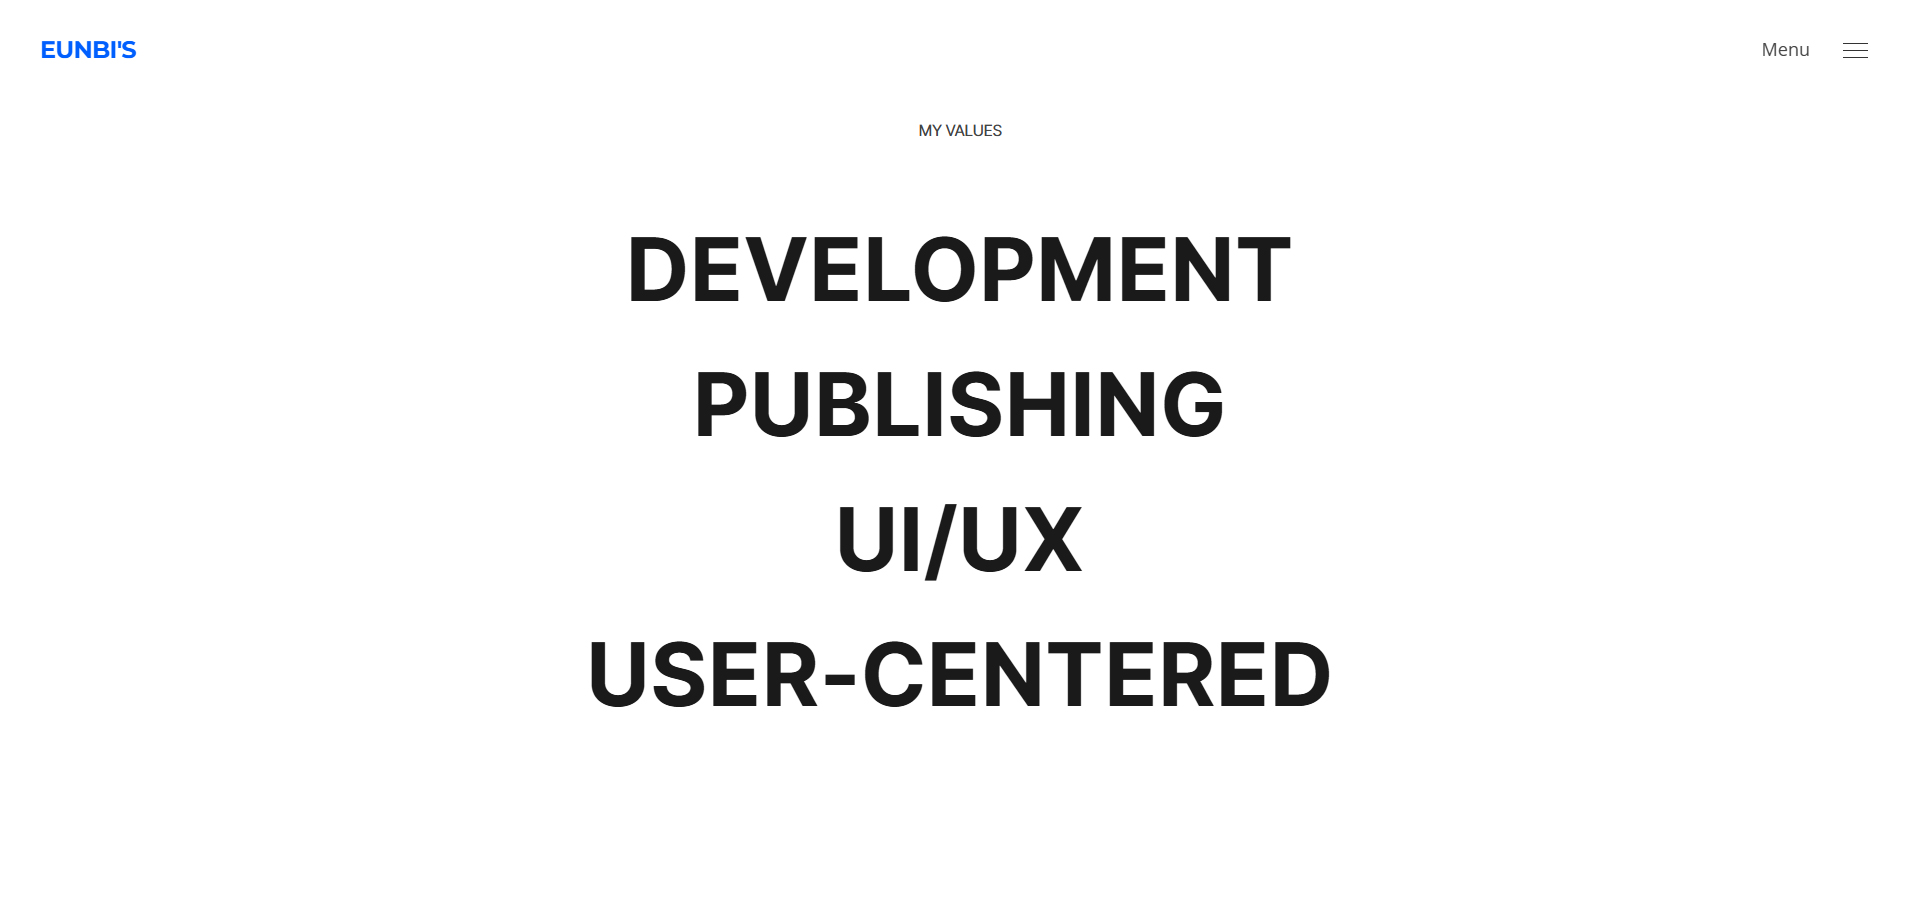 EUNBI'S
Menu
MY VALUES
DEVELOPMENT
PUBLISHING
UI/UX
USER-CENTERED